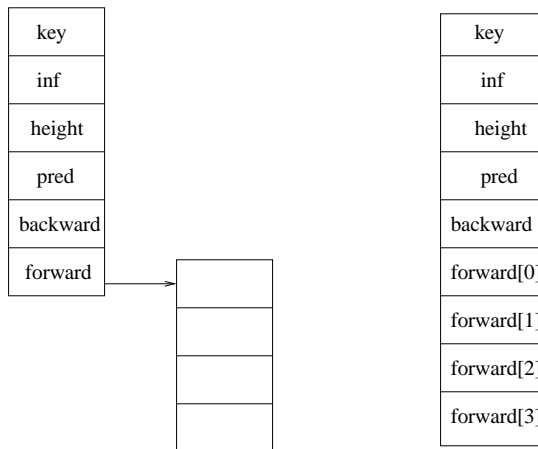 key
inf
height
pred
backward
forward
key
inf
height
pred
backward
forward[0]
forward[1]
forward[2]
forward[3]